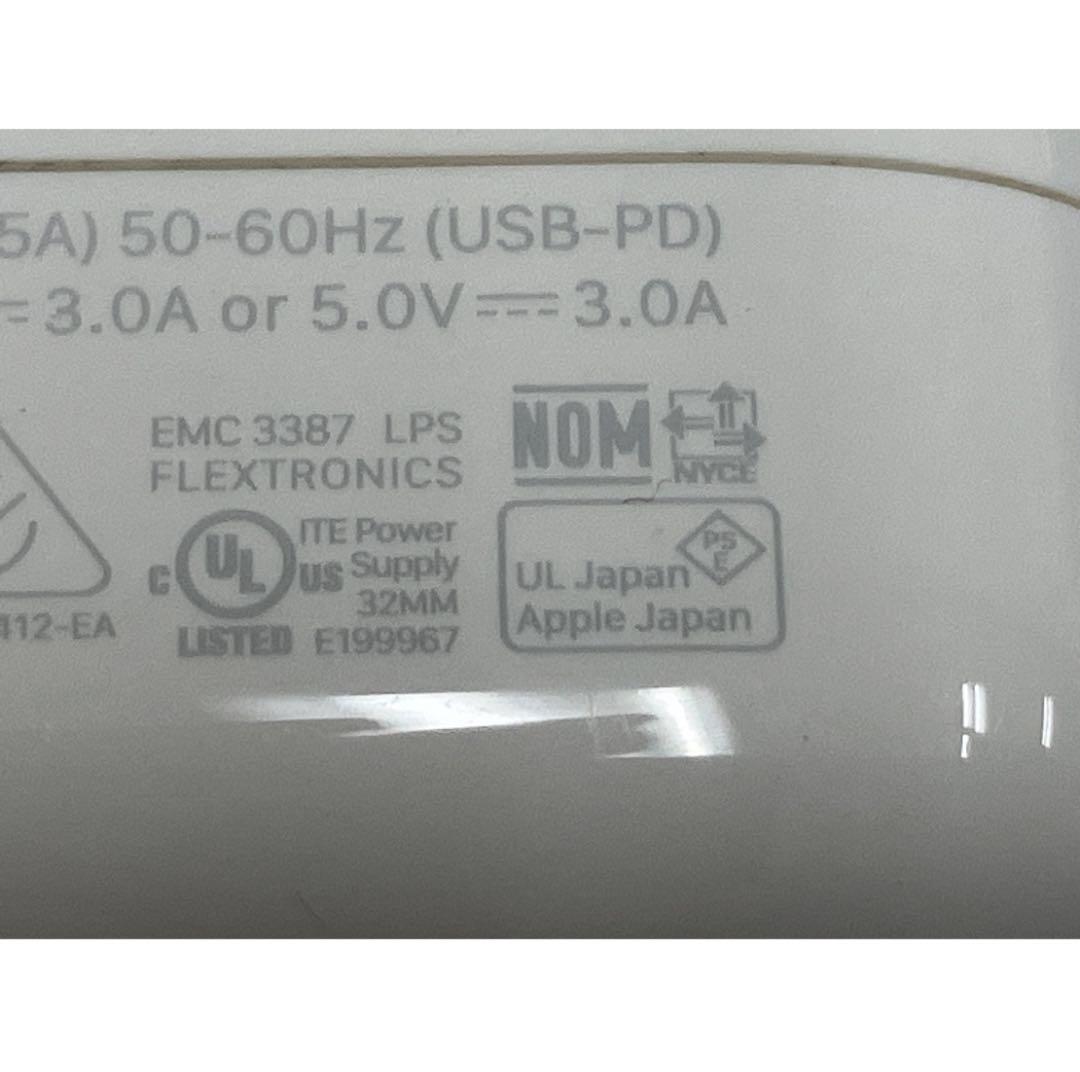 5A) 50-60Hz (USB-PD)
3.0A or 5.0V⎓3.0A
EMC 3387 LPS
FLEXTRONICS
NOM
NYCE
C UL US
LISTED
ITE Power
Supply
32MM
E199967
PSE
UL Japan
Apple Japan
112-EA